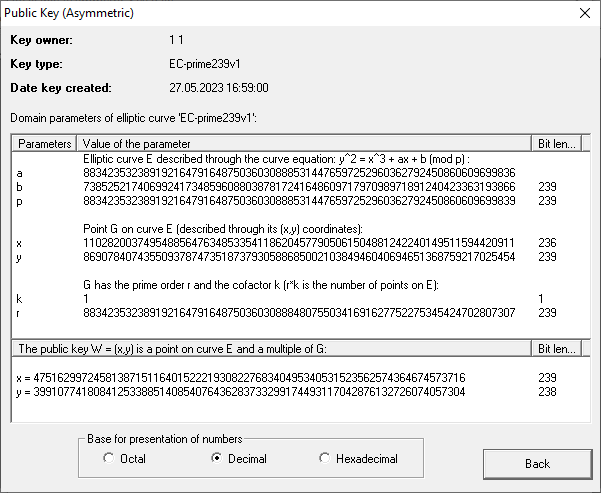 Public Key (Asymmetric)
Key owner: 1 1
Key type: EC-prime239v1
Date key created: 27.05.2023 16:59:00
Domain parameters of elliptic curve 'EC-prime239v1':
Parameters Value of the parameter Bit len...
Elliptic curve E described through the curve equation: y^2 = x^3 + ax + b (mod p) :
a 883423532389192164791648750360308885314476597252960362792450860609699836
b 738525217406992417348596088038781724164860971797098971891240423363193866 239
p 883423532389192164791648750360308885314476597252960362792450860609699839 239
Point G on curve E (described through its (x,y) coordinates):
x 110282003749548856476348533541186204577905061504881242240149511594420911 236
y 869078407435509378747351873793058868500210384946040694651368759217025454 239
G has the prime order r and the cofactor k (r*k is the number of points on E):
k 1 1
r 883423532389192164791648750360308884807550341691627752275345424702807307 239
The public key W = (x,y) is a point on curve E and a multiple of G: Bit len...
x = 475162997245813871511640152221930822768340495340531523562574364674573716 239
y = 399107741808412533885140854076436283733299174493117042876132726074057304 238
Base for presentation of numbers
Octal Decimal Hexadecimal
Back